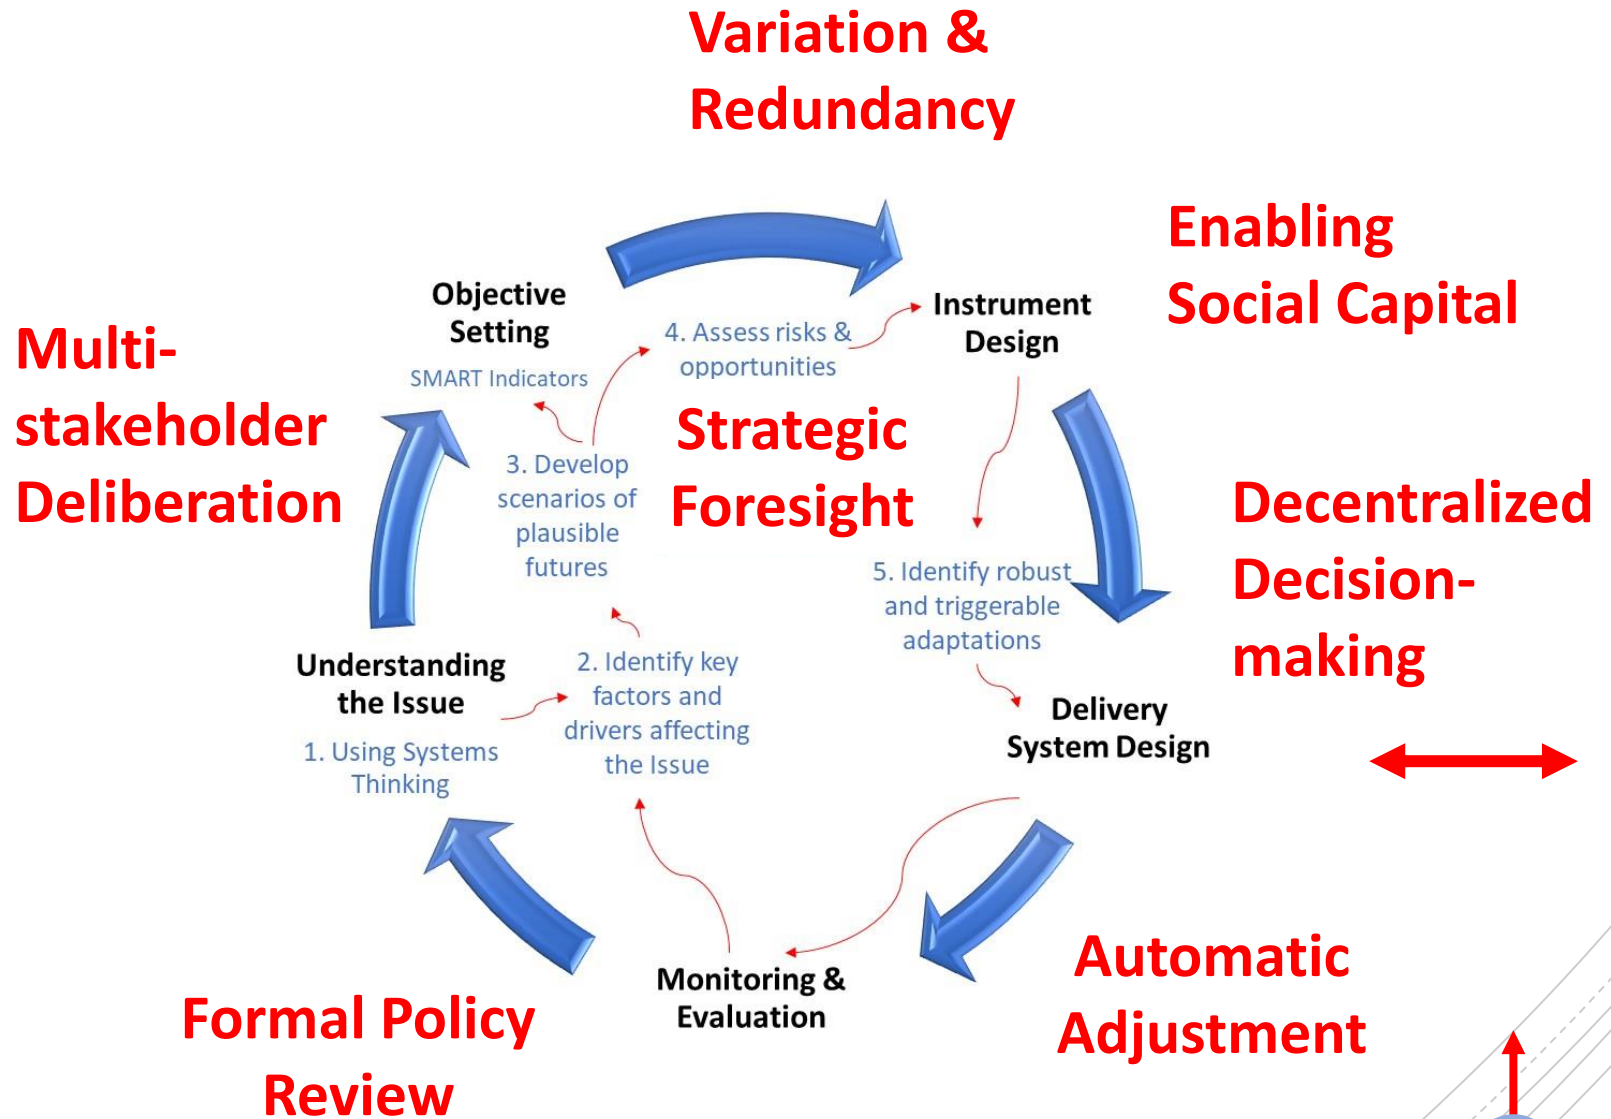 Variation &
Redundancy
Enabling
Social Capital
Objective
Setting
SMART Indicators
4. Assess risks &
opportunities
Instrument
Design
Multi-
stakeholder
Deliberation
Strategic
Foresight
3. Develop
scenarios of
plausible
futures
Decentralized
Decision-
making
5. Identify robust
and triggerable
adaptations
Understanding
the Issue
1. Using Systems
Thinking
2. Identify key
factors and
drivers affecting
the Issue
Delivery
System Design
Automatic
Adjustment
Monitoring &
Evaluation
Formal Policy
Review